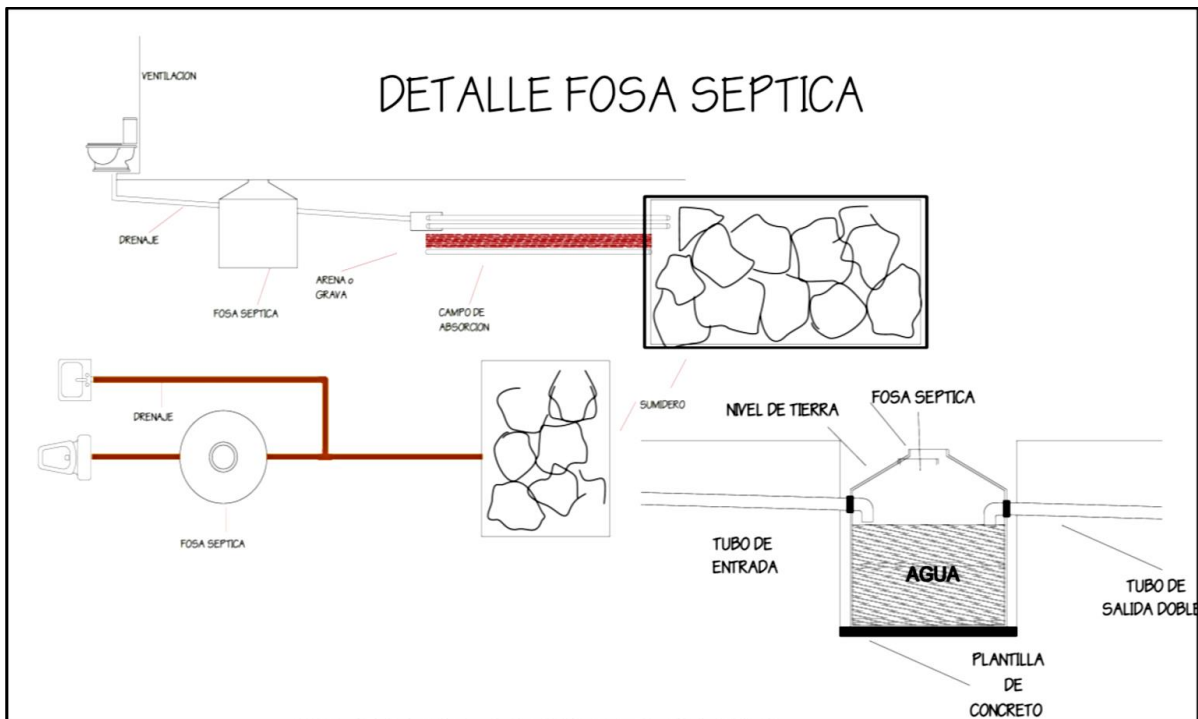 VENTILACION
DETALLE FOSA SEPTICA
DRENAJE
FOSA SEPTICA
ARENA o
GRAVA
CAMPO DE
ABSORCION
SUMIDERO
DRENAJE
FOSA SEPTICA
NIVEL DE TIERRA
FOSA SEPTICA
TUBO DE
ENTRADA
AGUA
TUBO DE
SALIDA DOBLE
PLANTILLA
DE
CONCRETO